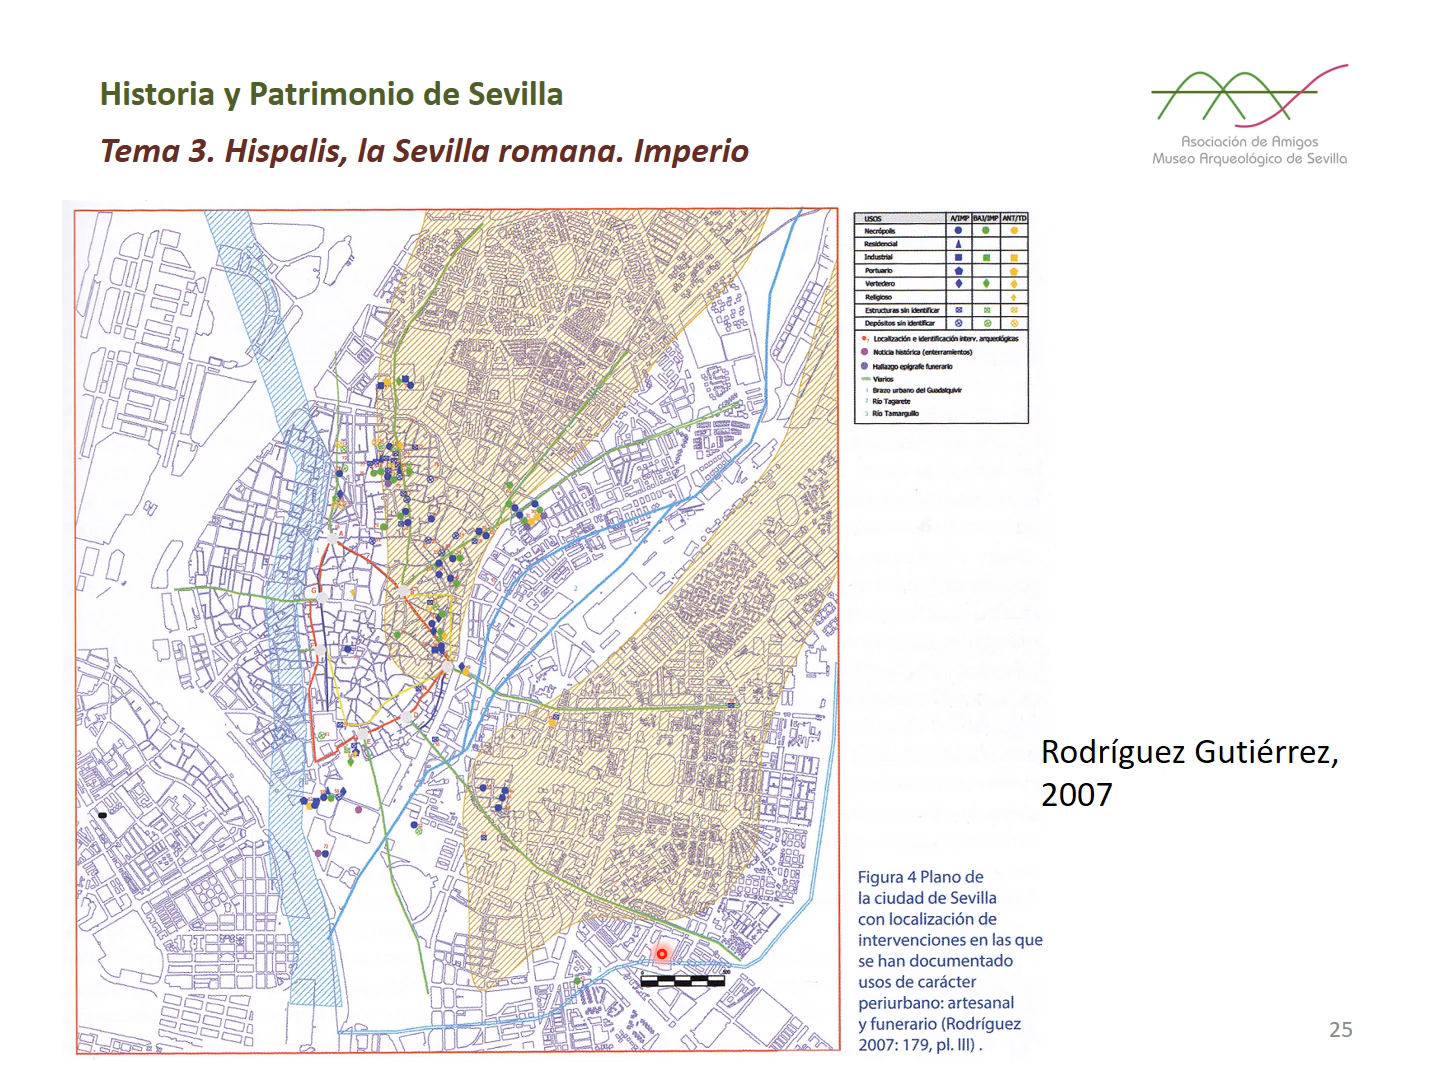 Historia y Patrimonio de Sevilla
Tema 3. Hispalis, la Sevilla romana. Imperio
Asociación de Amigos
Museo Arqueológico de Sevilla
USOS A/IMP BAJ/IMP ANT/TD
Necrópolis
Residencial
Industrial
Portuario
Vertedero
Religioso
Estructuras sin identificar
Depósitos sin identificar
Localización e identificación interv. arqueológicas
Noticia histórica (enterramientos)
Hallazgo epígrafe funerario
Viarios
1 Brazo urbano del Guadalquivir
2 Río Tagarete
3 Río Tamarguillo
Rodríguez Gutiérrez,
2007
Figura 4 Plano de
la ciudad de Sevilla
con localización de
intervenciones en las que
se han documentado
usos de carácter
periurbano: artesanal
y funerario (Rodríguez
2007: 179, pl. III) .
25